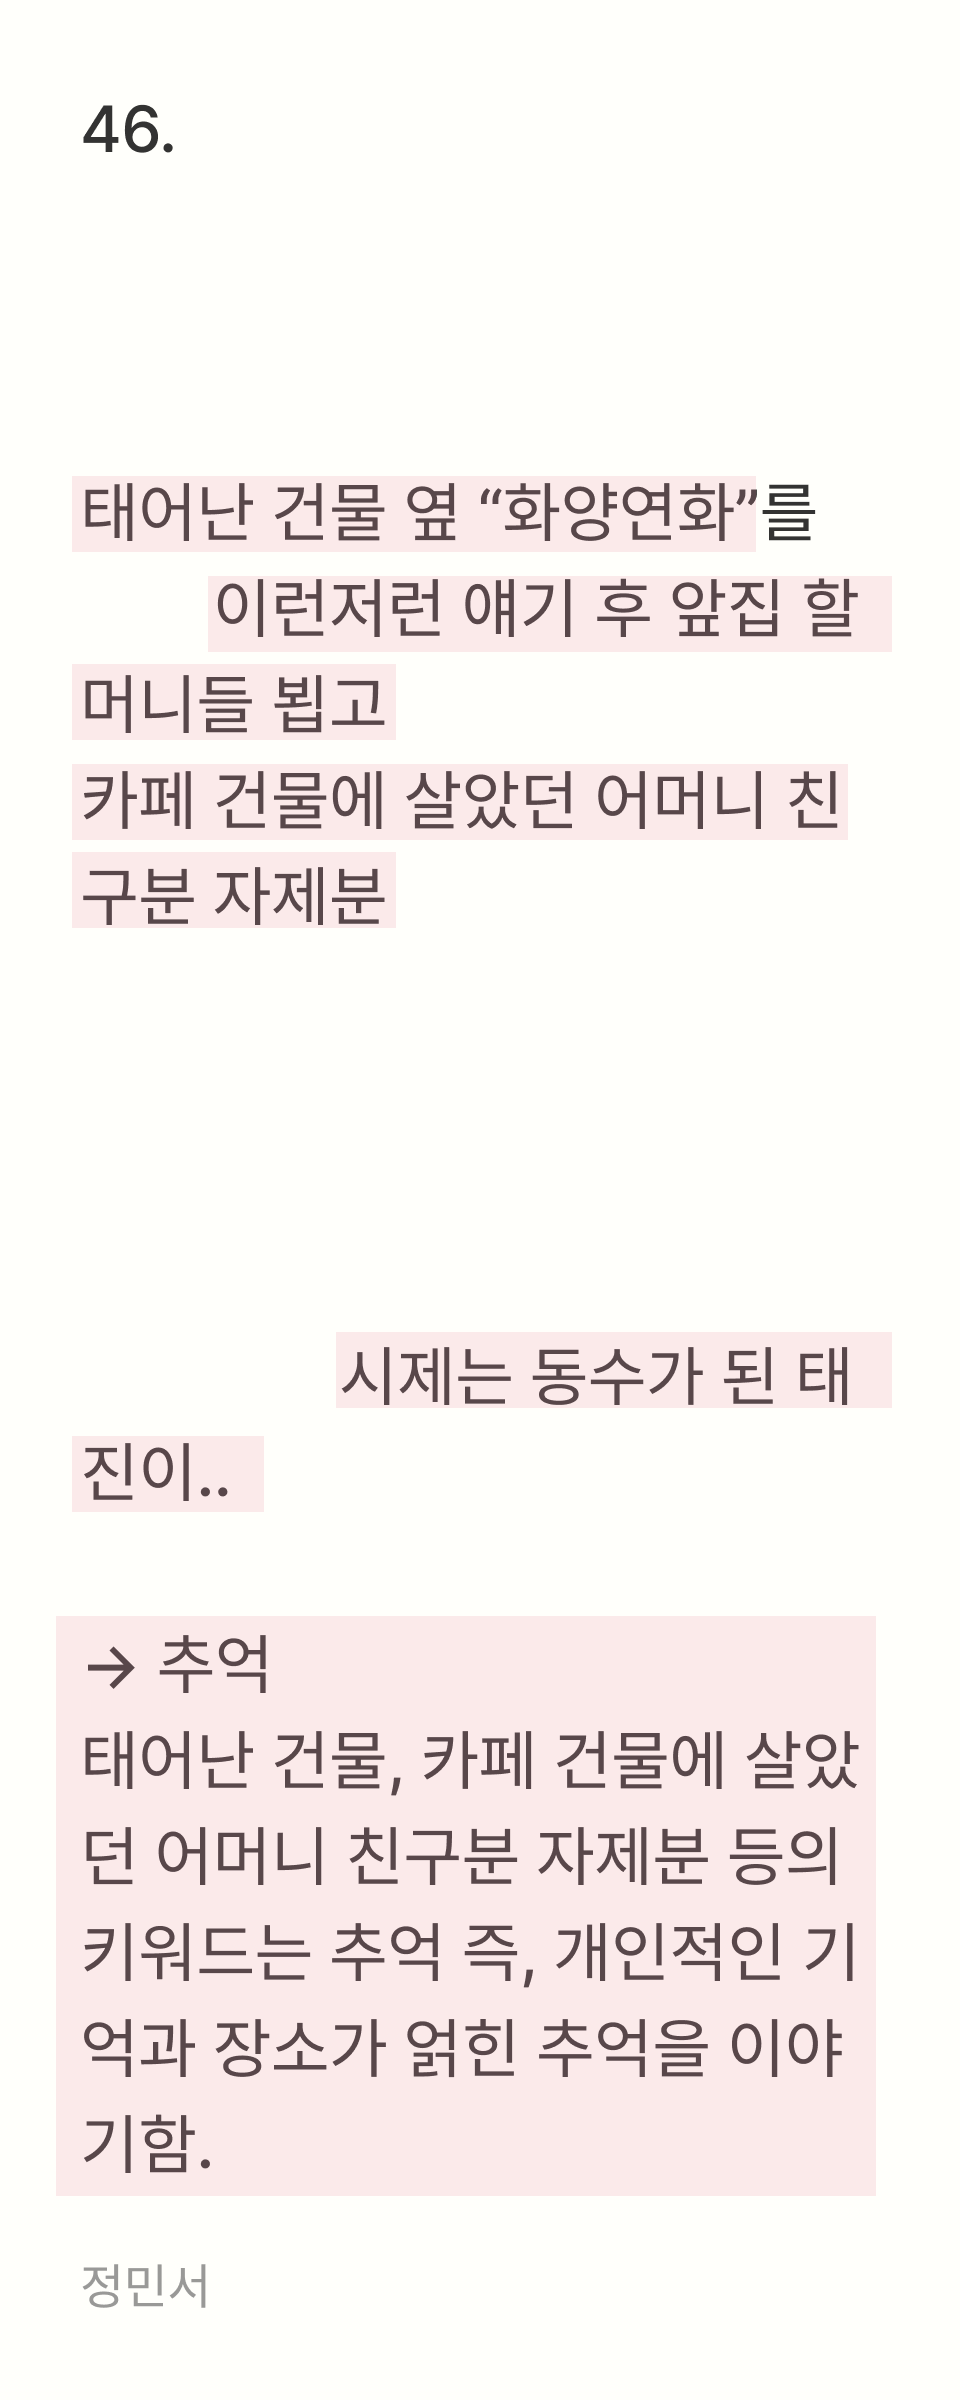 46.
태어난 건물 옆 “화양연화”를
이런저런 얘기 후 앞집 할
머니들 뵙고
카페 건물에 살았던 어머니 친
구분 자제분
시제는 동수가 된 태
진이..
→ 추억
태어난 건물, 카페 건물에 살았
던 어머니 친구분 자제분 등의
키워드는 추억 즉, 개인적인 기
억과 장소가 얽힌 추억을 이야
기함.
정민서